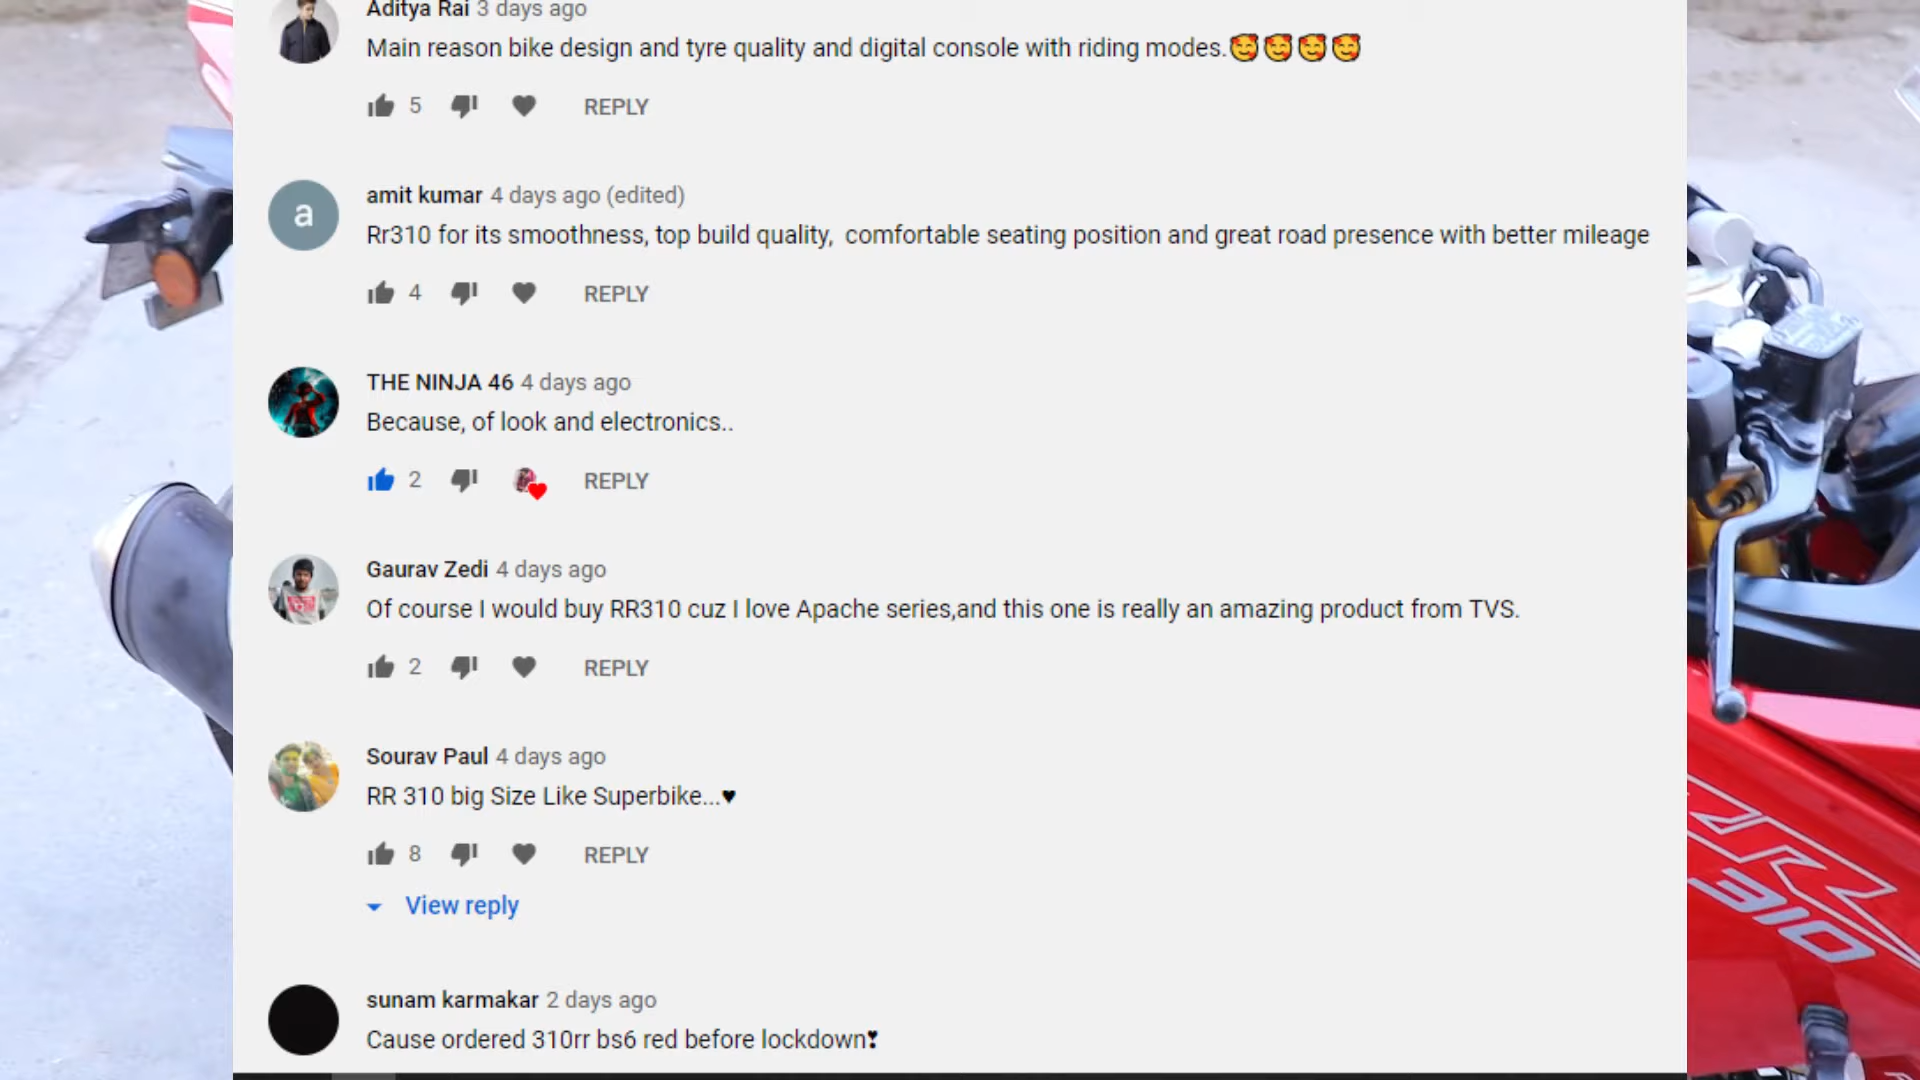 Aditya Rai 3 days ago
Main reason bike design and tyre quality and digital console with riding modes.🥰🥰🥰🥰
5 REPLY
a
amit kumar 4 days ago (edited)
Rr310 for its smoothness, top build quality,  comfortable seating position and great road presence with better mileage
4 REPLY
THE NINJA 46 4 days ago
Because, of look and electronics..
2 REPLY
Gaurav Zedi 4 days ago
Of course I would buy RR310 cuz I love Apache series,and this one is really an amazing product from TVS.
2 REPLY
Sourav Paul 4 days ago
RR 310 big Size Like Superbike...♥
8 REPLY
View reply
RR
310
sunam karmakar 2 days ago
Cause ordered 310rr bs6 red before lockdown❣